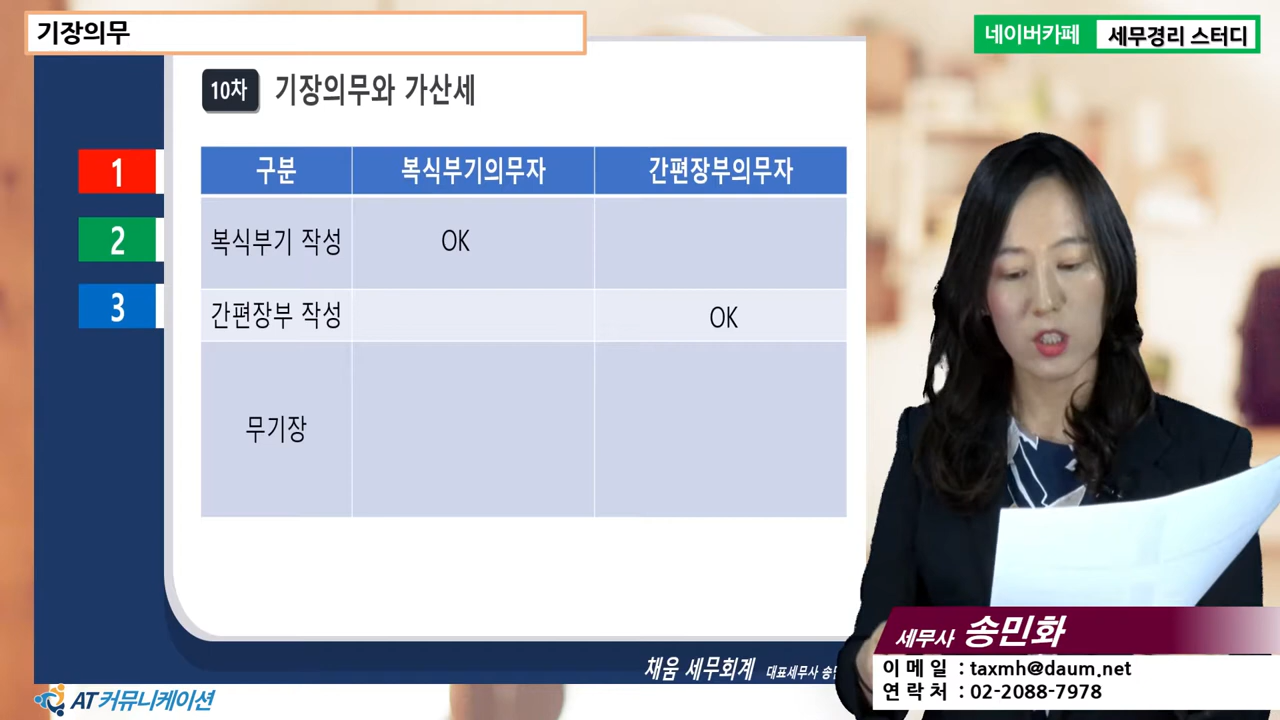 기장의무
네이버카페 세무경리 스터디
10차 기장의무와 가산세
1
2
3
구분 복식부기의무자 간편장부의무자
복식부기 작성 OK
간편장부 작성 OK
무기장
세무사 송민화
이 메 일 : taxmh@daum.net
연 락 처 : 02-2088-7978
채움 세무회계 대표세무사
AT커뮤니케이션